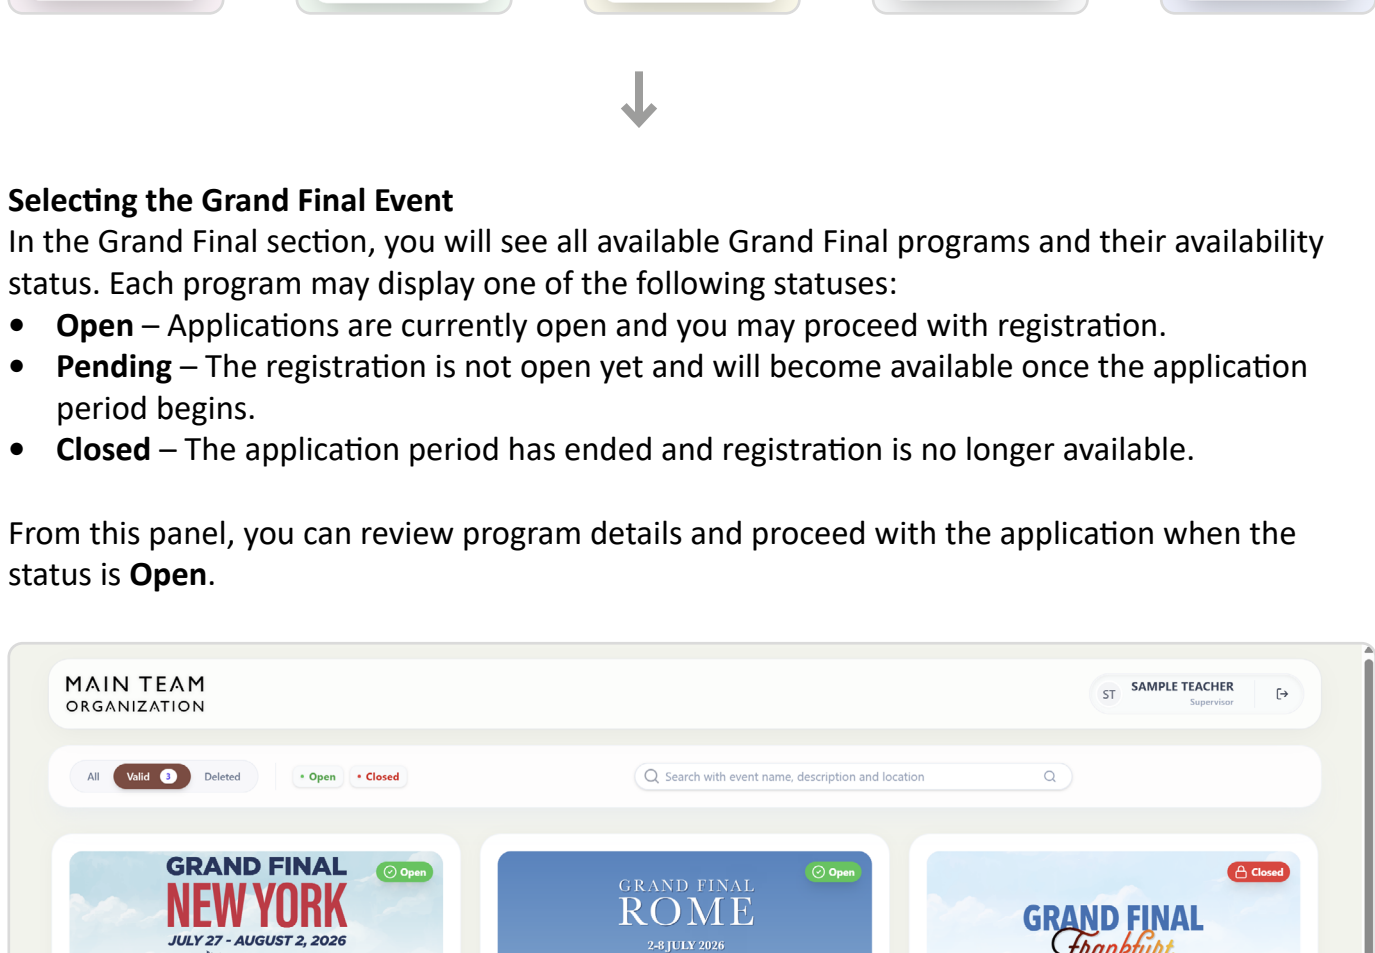 Selecting the Grand Final Event
In the Grand Final section, you will see all available Grand Final programs and their availability
status. Each program may display one of the following statuses:
• Open – Applications are currently open and you may proceed with registration.
• Pending – The registration is not open yet and will become available once the application
period begins.
• Closed – The application period has ended and registration is no longer available.
From this panel, you can review program details and proceed with the application when the
status is Open.
MAIN TEAM
ORGANIZATION
ST
SAMPLE TEACHER
Supervisor
All Valid 3 Deleted • Open • Closed
Search with event name, description and location
GRAND FINAL
NEW YORK
JULY 27 - AUGUST 2, 2026
Open
GRAND FINAL
ROME
2-8 JULY 2026
Open
GRAND FINAL
Frankfurt
Closed